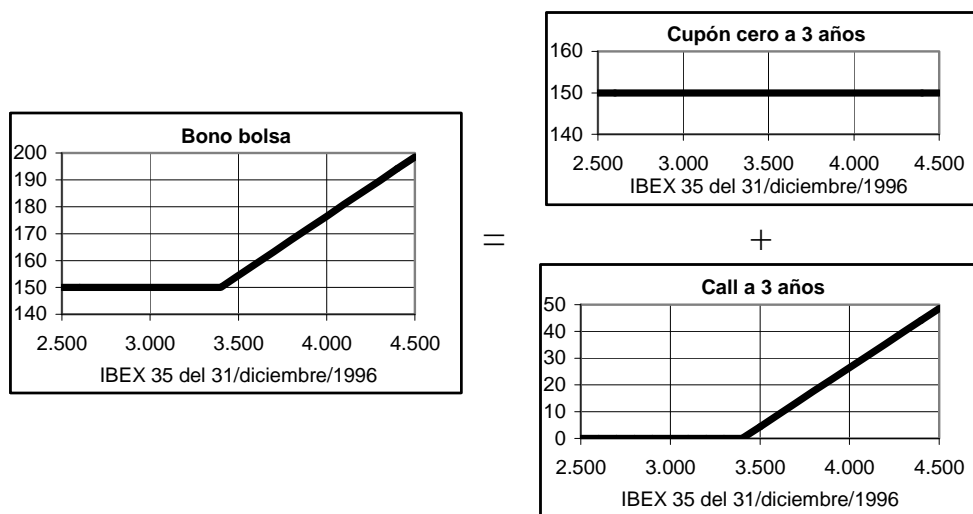 Bono bolsa
200
190
180
170
160
150
140
2.500 3.000 3.500 4.000 4.500
IBEX 35 del 31/diciembre/1996
=
Cupón cero a 3 años
160
150
140
2.500 3.000 3.500 4.000 4.500
IBEX 35 del 31/diciembre/1996
+
Call a 3 años
50
40
30
20
10
0
2.500 3.000 3.500 4.000 4.500
IBEX 35 del 31/diciembre/1996